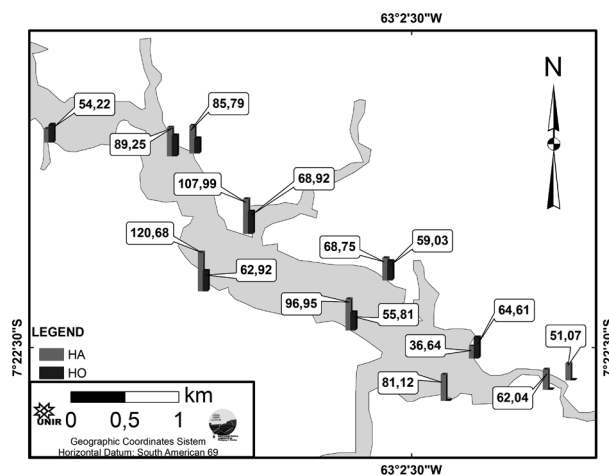 63°2'30"W
N
54,22
85,79
89,25
107,99
68,92
120,68
62,92
68,75
59,03
96,95
55,81
64,61
36,64
51,07
81,12
62,04
7°22'30"S
7°22'30"S
LEGEND
HA
HO
km
0 0,5 1
UNIR
Geographic Coordinates Sistem
Horizontal Datum: South American 69
63°2'30"W